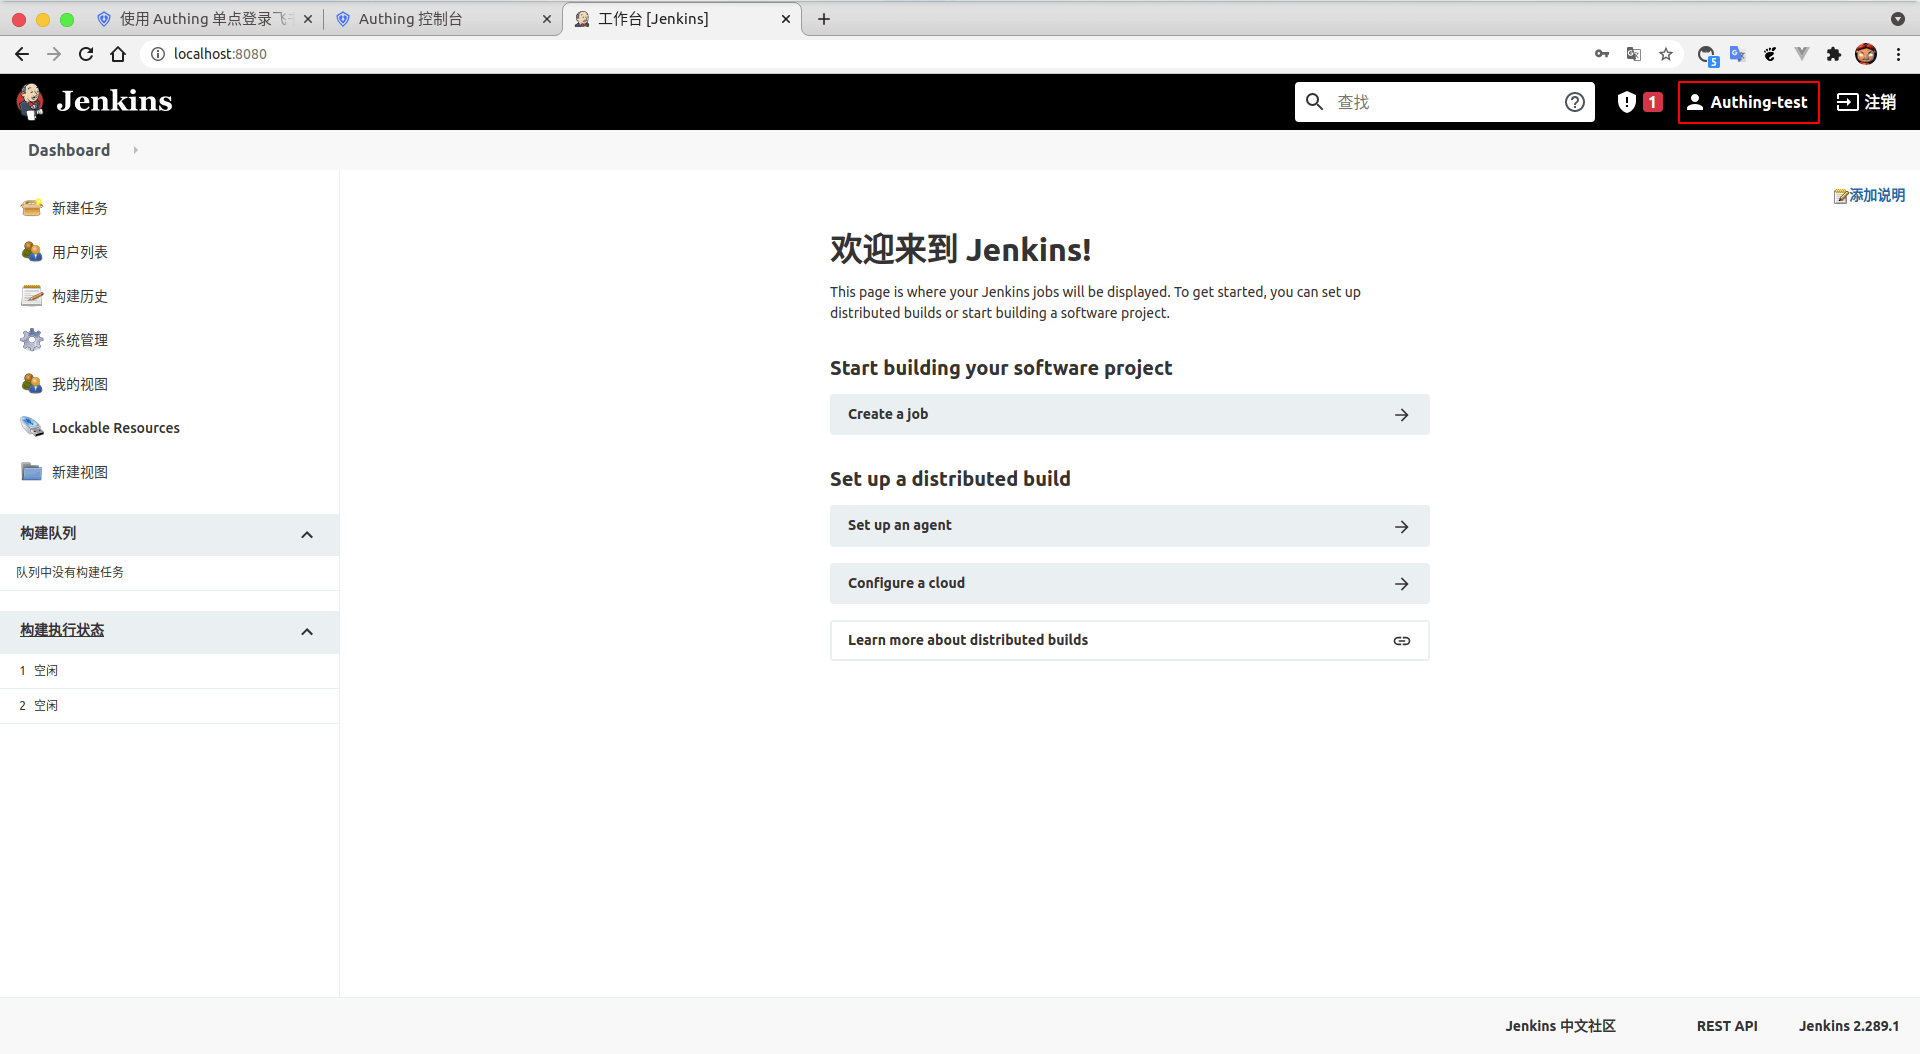 使用 Authing 单点登录飞书
Authing 控制台
工作台 [Jenkins]
localhost:8080
5
Jenkins
查找
1
Authing-test
注销
Dashboard
添加说明
新建任务
用户列表
构建历史
系统管理
我的视图
Lockable Resources
新建视图
构建队列
队列中没有构建任务
构建执行状态
1 空闲
2 空闲
欢迎来到 Jenkins!
This page is where your Jenkins jobs will be displayed. To get started, you can set up
distributed builds or start building a software project.
Start building your software project
Create a job
Set up a distributed build
Set up an agent
Configure a cloud
Learn more about distributed builds
Jenkins 中文社区
REST API
Jenkins 2.289.1